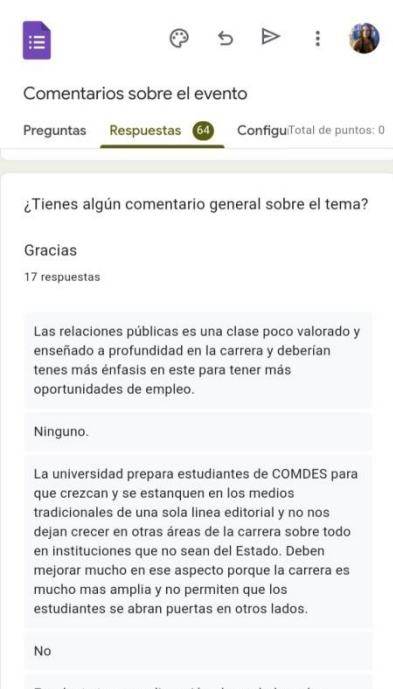 Comentarios sobre el evento
Preguntas Respuestas 64 Configu Total de puntos: 0
¿Tienes algún comentario general sobre el tema?
Gracias
17 respuestas
Las relaciones públicas es una clase poco valorado y
enseñado a profundidad en la carrera y deberían
tenes más énfasis en este para tener más
oportunidades de empleo.
Ninguno.
La universidad prepara estudiantes de COMDES para
que crezcan y se estanquen en los medios
tradicionales de una sola linea editorial y no nos
dejan crecer en otras áreas de la carrera sobre todo
en instituciones que no sean del Estado. Deben
mejorar mucho en ese aspecto porque la carrera es
mucho mas amplia y no permiten que los
estudiantes se abran puertas en otros lados.
No